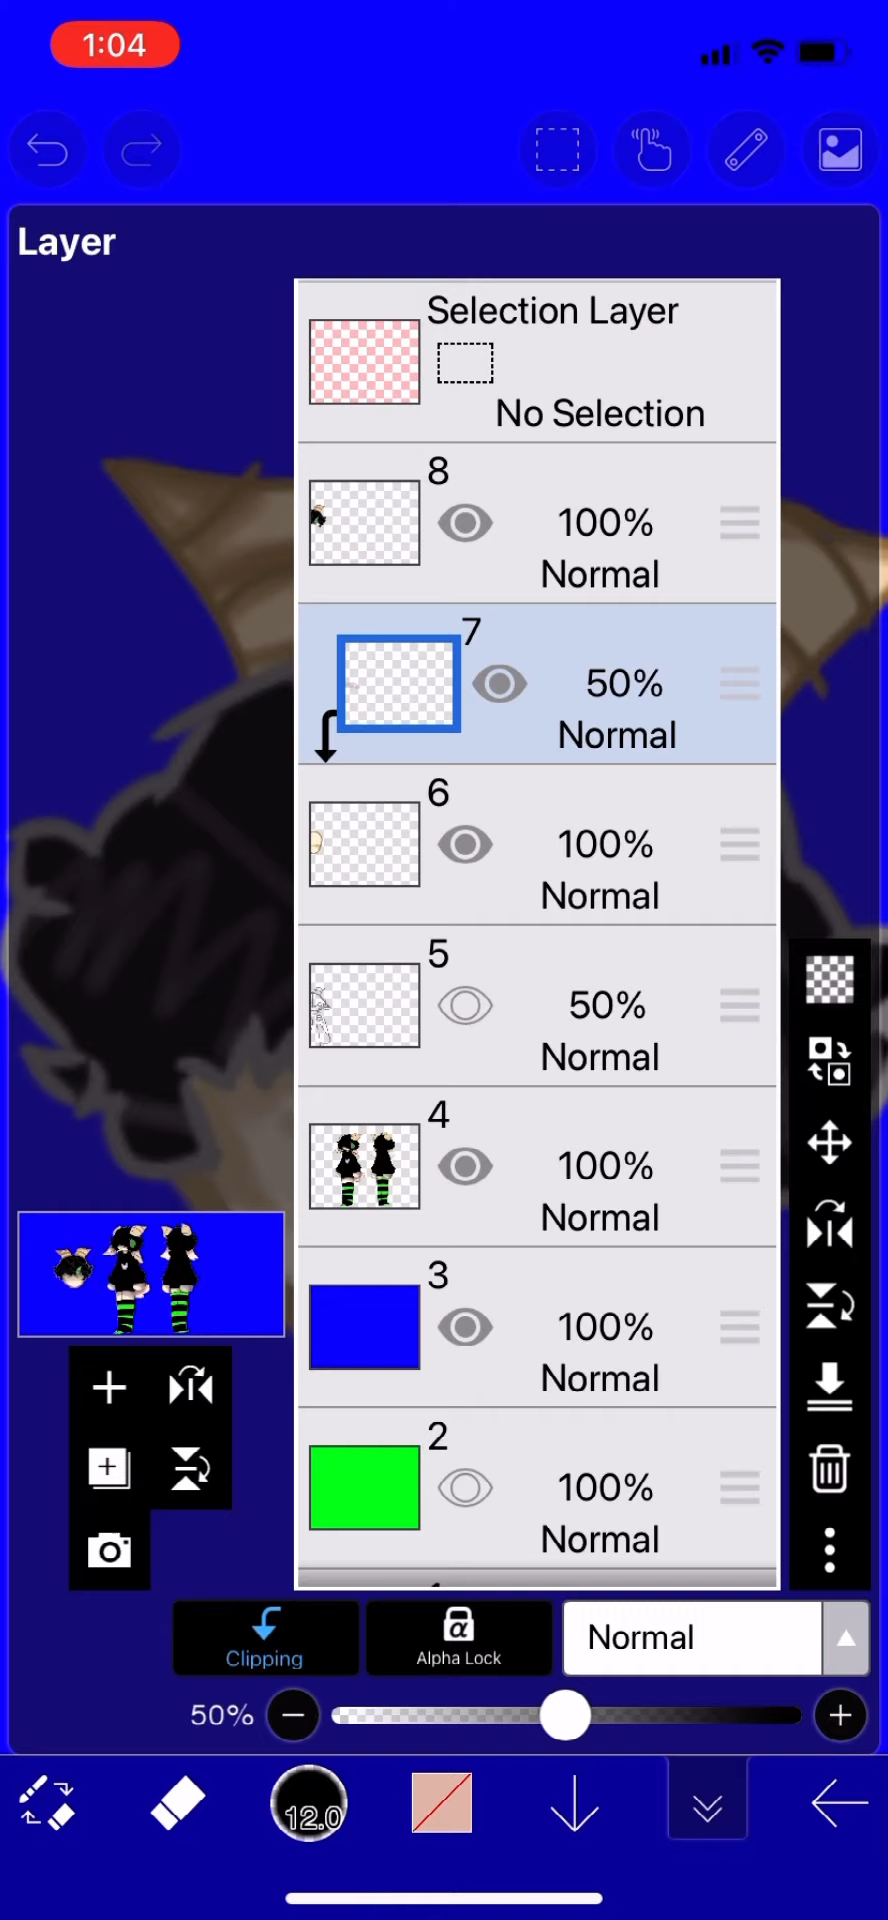 1:04
Layer
Selection Layer
No Selection
8
100%
Normal
7
50%
Normal
6
100%
Normal
5
50%
Normal
4
100%
Normal
3
100%
Normal
2
100%
Normal
Clipping
α
Alpha Lock
Normal
50%
12.0